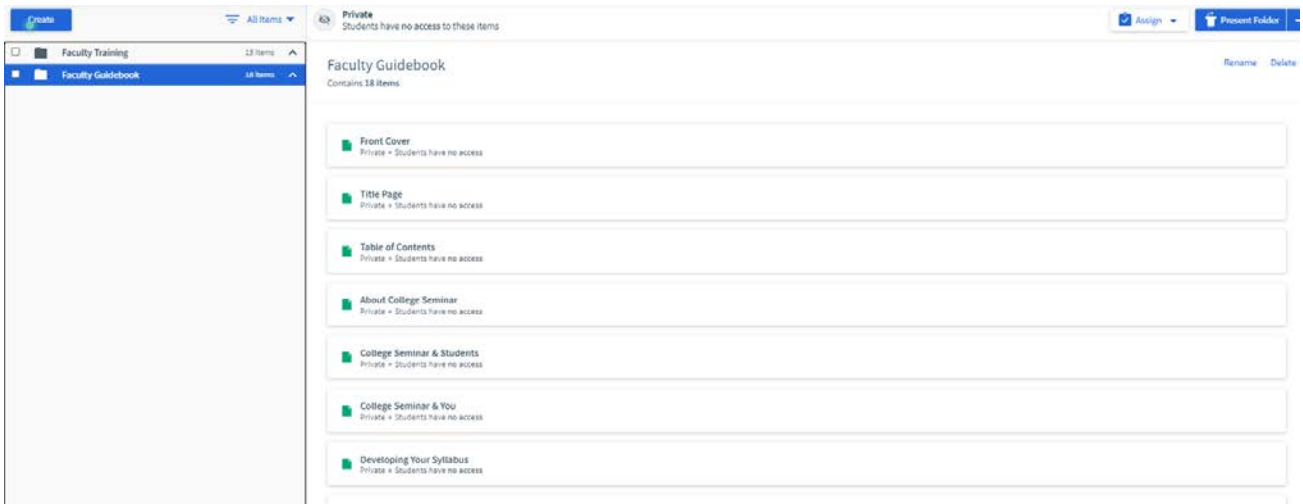 Create
All Items
Private
Students have no access to these items
Assign
Present Folder
Faculty Training
13 Items
Faculty Guidebook
18 Items
Faculty Guidebook
Contains 18 items
Rename Delete
Front Cover
Private • Students have no access
Title Page
Private • Students have no access
Table of Contents
Private • Students have no access
About College Seminar
Private • Students have no access
College Seminar & Students
Private • Students have no access
College Seminar & You
Private • Students have no access
Developing Your Syllabus
Private • Students have no access